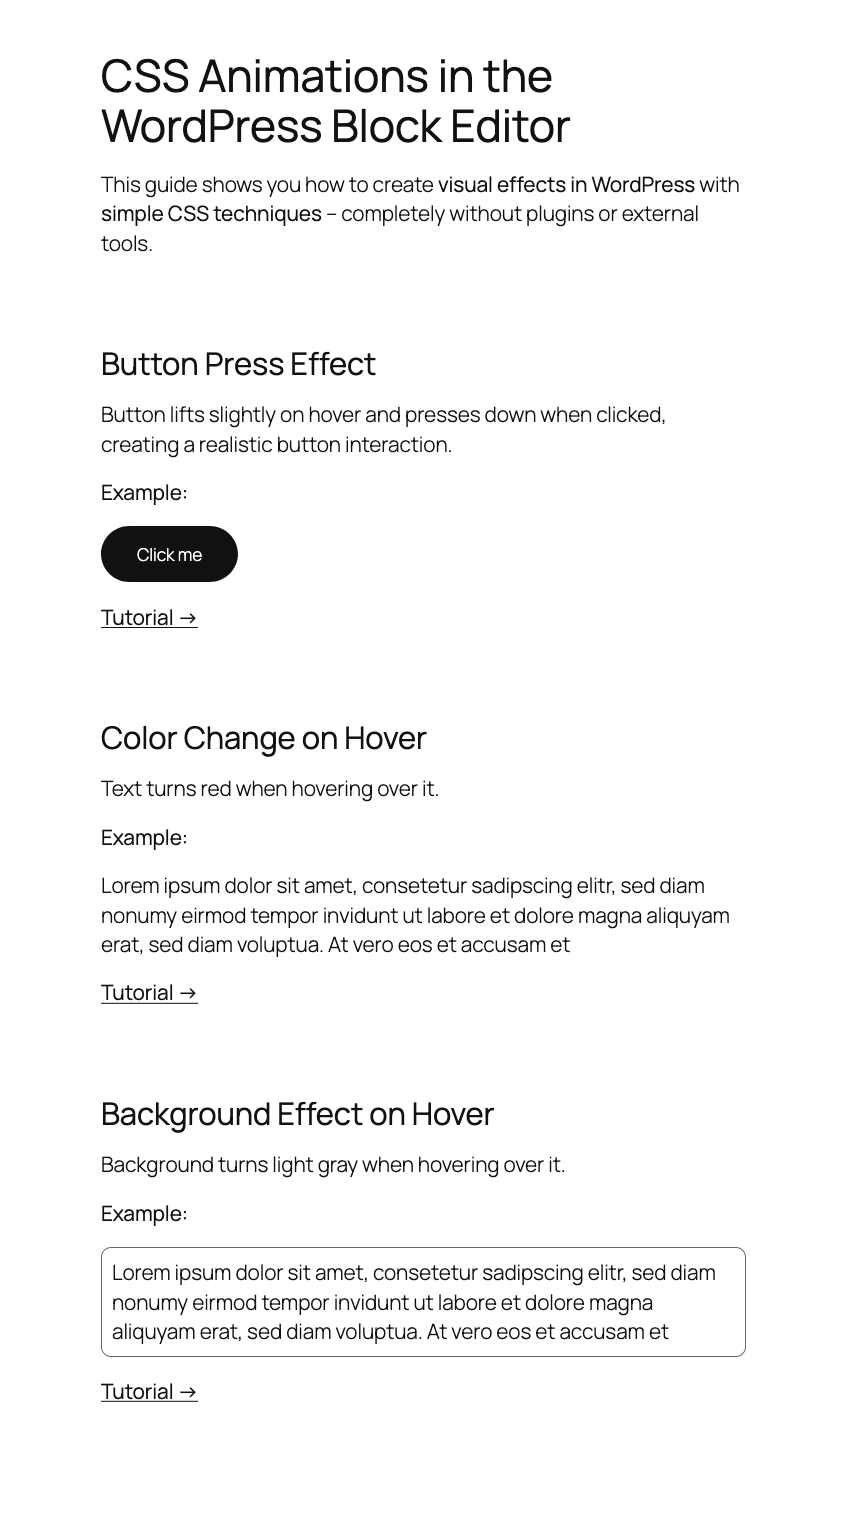 CSS Animations in the
WordPress Block Editor
This guide shows you how to create visual effects in WordPress with
simple CSS techniques – completely without plugins or external
tools.
Button Press Effect
Button lifts slightly on hover and presses down when clicked,
creating a realistic button interaction.
Example:
Click me
Tutorial →
Color Change on Hover
Text turns red when hovering over it.
Example:
Lorem ipsum dolor sit amet, consetetur sadipscing elitr, sed diam
nonumy eirmod tempor invidunt ut labore et dolore magna aliquyam
erat, sed diam voluptua. At vero eos et accusam et
Tutorial →
Background Effect on Hover
Background turns light gray when hovering over it.
Example:
Lorem ipsum dolor sit amet, consetetur sadipscing elitr, sed diam
nonumy eirmod tempor invidunt ut labore et dolore magna
aliquyam erat, sed diam voluptua. At vero eos et accusam et
Tutorial →